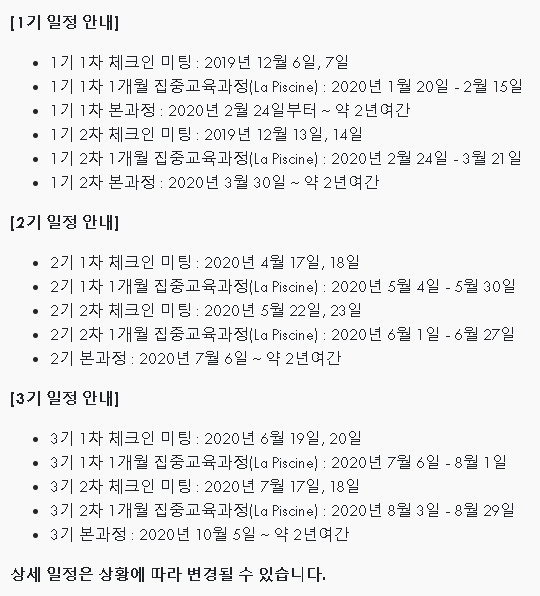 [1기 일정 안내]
• 1기 1차 체크인 미팅 : 2019년 12월 6일, 7일
• 1기 1차 1개월 집중교육과정(La Piscine) : 2020년 1월 20일 - 2월 15일
• 1기 1차 본과정 : 2020년 2월 24일부터 ~ 약 2년여간
• 1기 2차 체크인 미팅 : 2019년 12월 13일, 14일
• 1기 2차 1개월 집중교육과정(La Piscine) : 2020년 2월 24일 - 3월 21일
• 1기 2차 본과정 : 2020년 3월 30일 ~ 약 2년여간
[2기 일정 안내]
• 2기 1차 체크인 미팅 : 2020년 4월 17일, 18일
• 2기 1차 1개월 집중교육과정(La Piscine) : 2020년 5월 4일 - 5월 30일
• 2기 2차 체크인 미팅 : 2020년 5월 22일, 23일
• 2기 2차 1개월 집중교육과정(La Piscine) : 2020년 6월 1일 - 6월 27일
• 2기 본과정 : 2020년 7월 6일 ~ 약 2년여간
[3기 일정 안내]
• 3기 1차 체크인 미팅 : 2020년 6월 19일, 20일
• 3기 1차 1개월 집중교육과정(La Piscine) : 2020년 7월 6일 - 8월 1일
• 3기 2차 체크인 미팅 : 2020년 7월 17일, 18일
• 3기 2차 1개월 집중교육과정(La Piscine) : 2020년 8월 3일 - 8월 29일
• 3기 본과정 : 2020년 10월 5일 ~ 약 2년여간
상세 일정은 상황에 따라 변경될 수 있습니다.